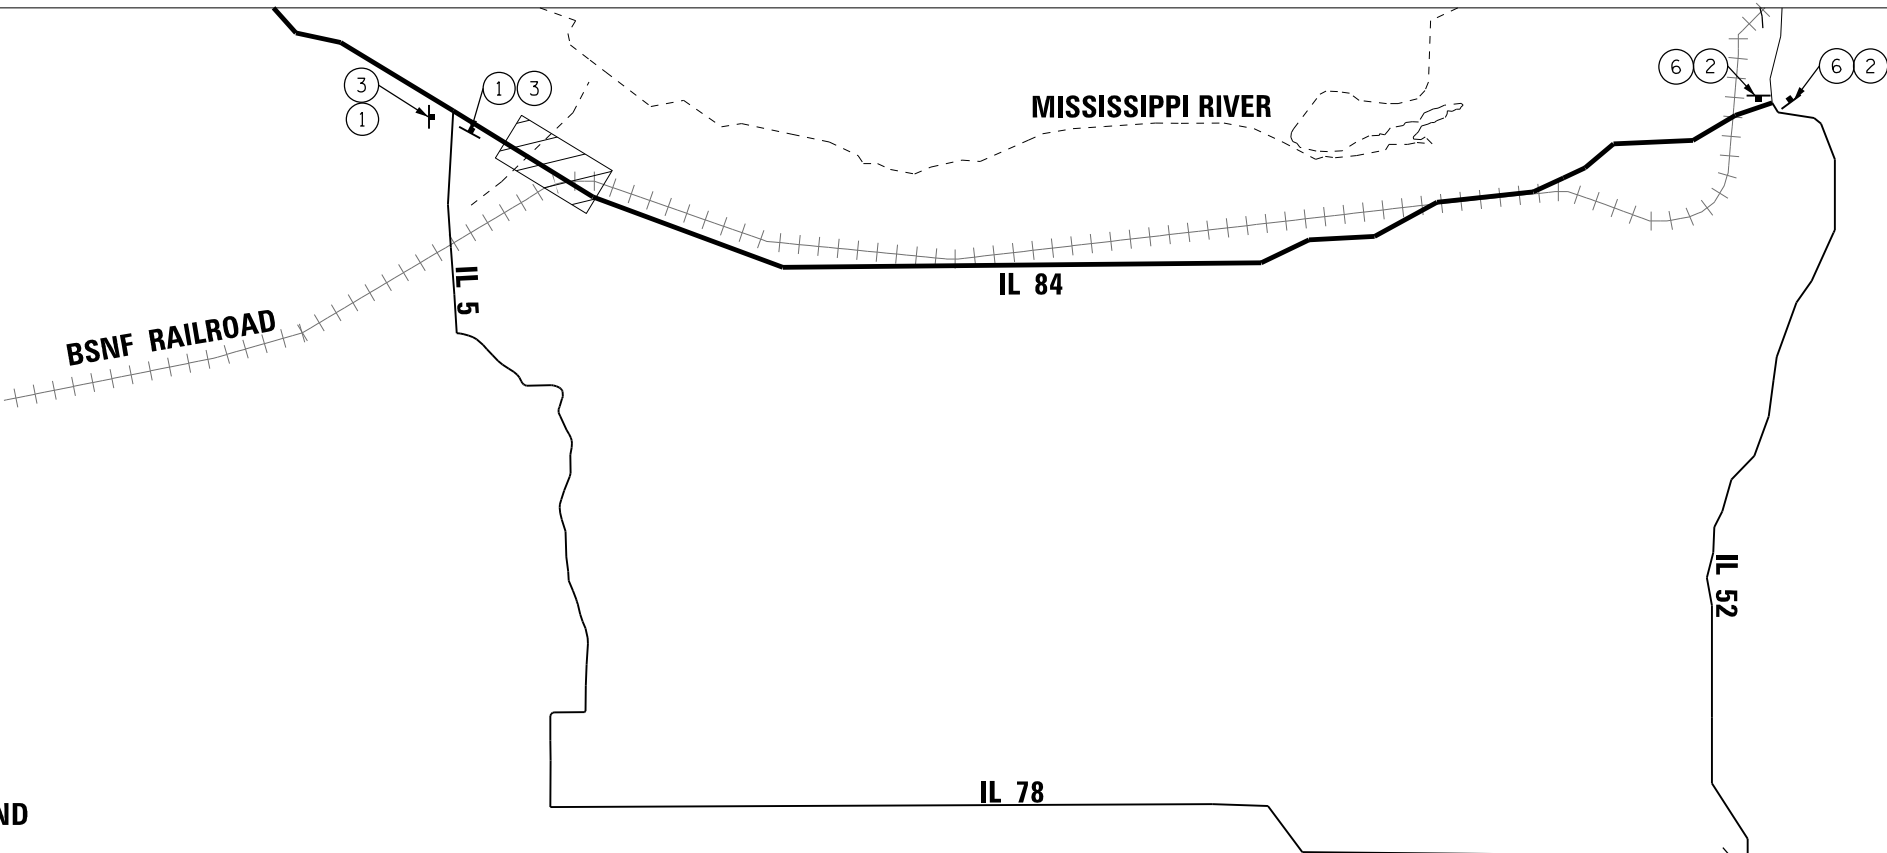 3
1
1 3
MISSISSIPPI RIVER
6 2
6 2
IL 84
IL 5
BSNF RAILROAD
IL 52
IL 78
ND